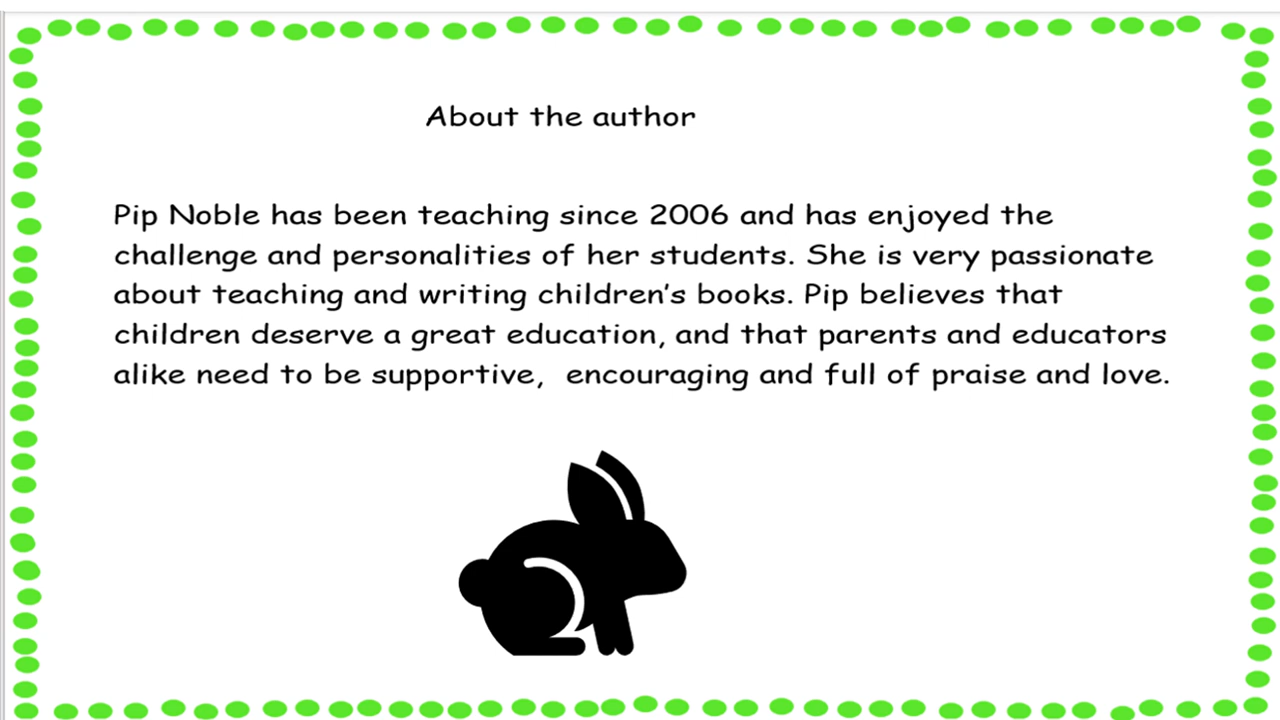 About the author
Pip Noble has been teaching since 2006 and has enjoyed the
challenge and personalities of her students. She is very passionate
about teaching and writing children's books. Pip believes that
children deserve a great education, and that parents and educators
alike need to be supportive,  encouraging and full of praise and love.